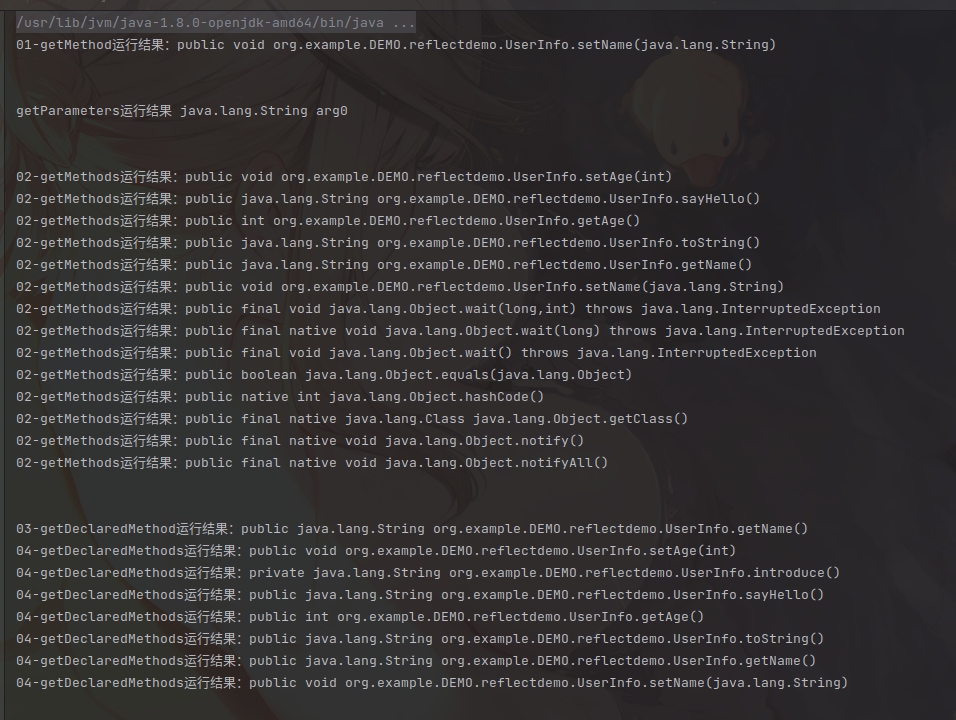 /usr/lib/jvm/java-1.8.0-openjdk-amd64/bin/java ...
01-getMethod运行结果：public void org.example.DEMO.reflectdemo.UserInfo.setName(java.lang.String)
getParameters运行结果 java.lang.String arg0
02-getMethods运行结果：public void org.example.DEMO.reflectdemo.UserInfo.setAge(int)
02-getMethods运行结果：public java.lang.String org.example.DEMO.reflectdemo.UserInfo.sayHello()
02-getMethods运行结果：public int org.example.DEMO.reflectdemo.UserInfo.getAge()
02-getMethods运行结果：public java.lang.String org.example.DEMO.reflectdemo.UserInfo.toString()
02-getMethods运行结果：public java.lang.String org.example.DEMO.reflectdemo.UserInfo.getName()
02-getMethods运行结果：public void org.example.DEMO.reflectdemo.UserInfo.setName(java.lang.String)
02-getMethods运行结果：public final void java.lang.Object.wait(long,int) throws java.lang.InterruptedException
02-getMethods运行结果：public final native void java.lang.Object.wait(long) throws java.lang.InterruptedException
02-getMethods运行结果：public final void java.lang.Object.wait() throws java.lang.InterruptedException
02-getMethods运行结果：public boolean java.lang.Object.equals(java.lang.Object)
02-getMethods运行结果：public native int java.lang.Object.hashCode()
02-getMethods运行结果：public final native java.lang.Class java.lang.Object.getClass()
02-getMethods运行结果：public final native void java.lang.Object.notify()
02-getMethods运行结果：public final native void java.lang.Object.notifyAll()
03-getDeclaredMethod运行结果：public java.lang.String org.example.DEMO.reflectdemo.UserInfo.getName()
04-getDeclaredMethods运行结果：public void org.example.DEMO.reflectdemo.UserInfo.setAge(int)
04-getDeclaredMethods运行结果：private java.lang.String org.example.DEMO.reflectdemo.UserInfo.introduce()
04-getDeclaredMethods运行结果：public java.lang.String org.example.DEMO.reflectdemo.UserInfo.sayHello()
04-getDeclaredMethods运行结果：public int org.example.DEMO.reflectdemo.UserInfo.getAge()
04-getDeclaredMethods运行结果：public java.lang.String org.example.DEMO.reflectdemo.UserInfo.toString()
04-getDeclaredMethods运行结果：public java.lang.String org.example.DEMO.reflectdemo.UserInfo.getName()
04-getDeclaredMethods运行结果：public void org.example.DEMO.reflectdemo.UserInfo.setName(java.lang.String)